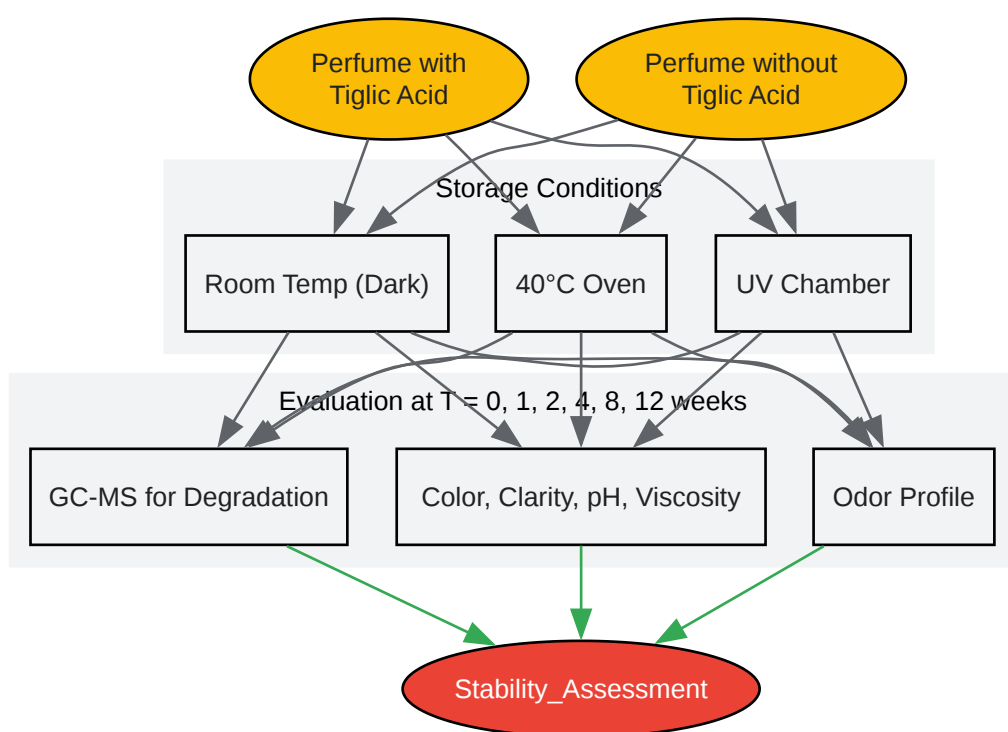 Perfume with
Tiglic Acid
Perfume without
Tiglic Acid
Storage Conditions
Room Temp (Dark)
40°C Oven
UV Chamber
Evaluation at T = 0, 1, 2, 4, 8, 12 weeks
GC-MS for Degradation
Color, Clarity, pH, Viscosity
Odor Profile
Stability_Assessment